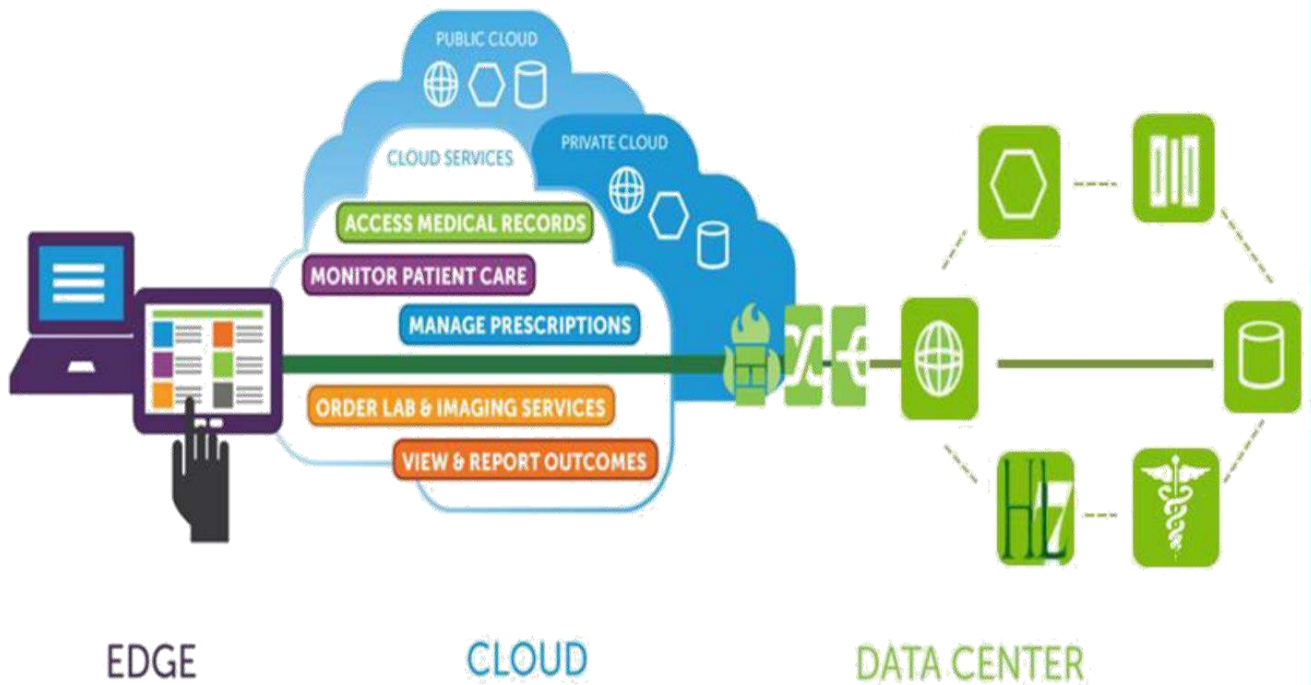 PUBLIC CLOUD
PRIVATE CLOUD
CLOUD SERVICES
ACCESS MEDICAL RECORDS
MONITOR PATIENT CARE
MANAGE PRESCRIPTIONS
ORDER LAB & IMAGING SERVICES
VIEW & REPORT OUTCOMES
HL7
EDGE
CLOUD
DATA CENTER